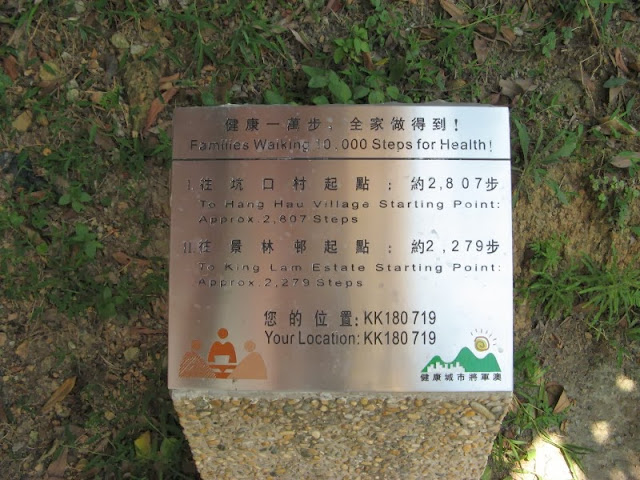 健康一萬步，全家做得到！
Families Walking 10,000 Steps for Health!
I.往坑口村起點：約2,807步
To Hang Hau Village Starting Point:
Approx.2,807 Steps
II.往景林邨起點：約2,279步
To King Lam Estate Starting Point:
Approx.2,279 Steps
您的位置:KK180719
Your Location:KK180719
健康城市將軍澳